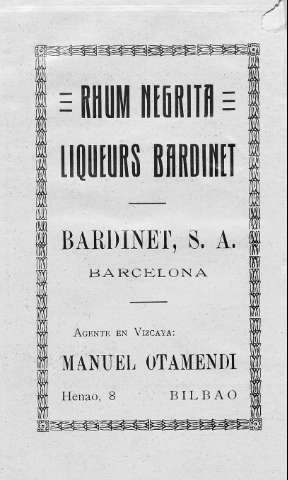 RHUM NEGRITA
LIQUEURS BARDINET
BARDINET, S. A.
BARCELONA
AGENTE EN VIZCAYA:
MANUEL OTAMENDI
Henao, 8 BILBAO